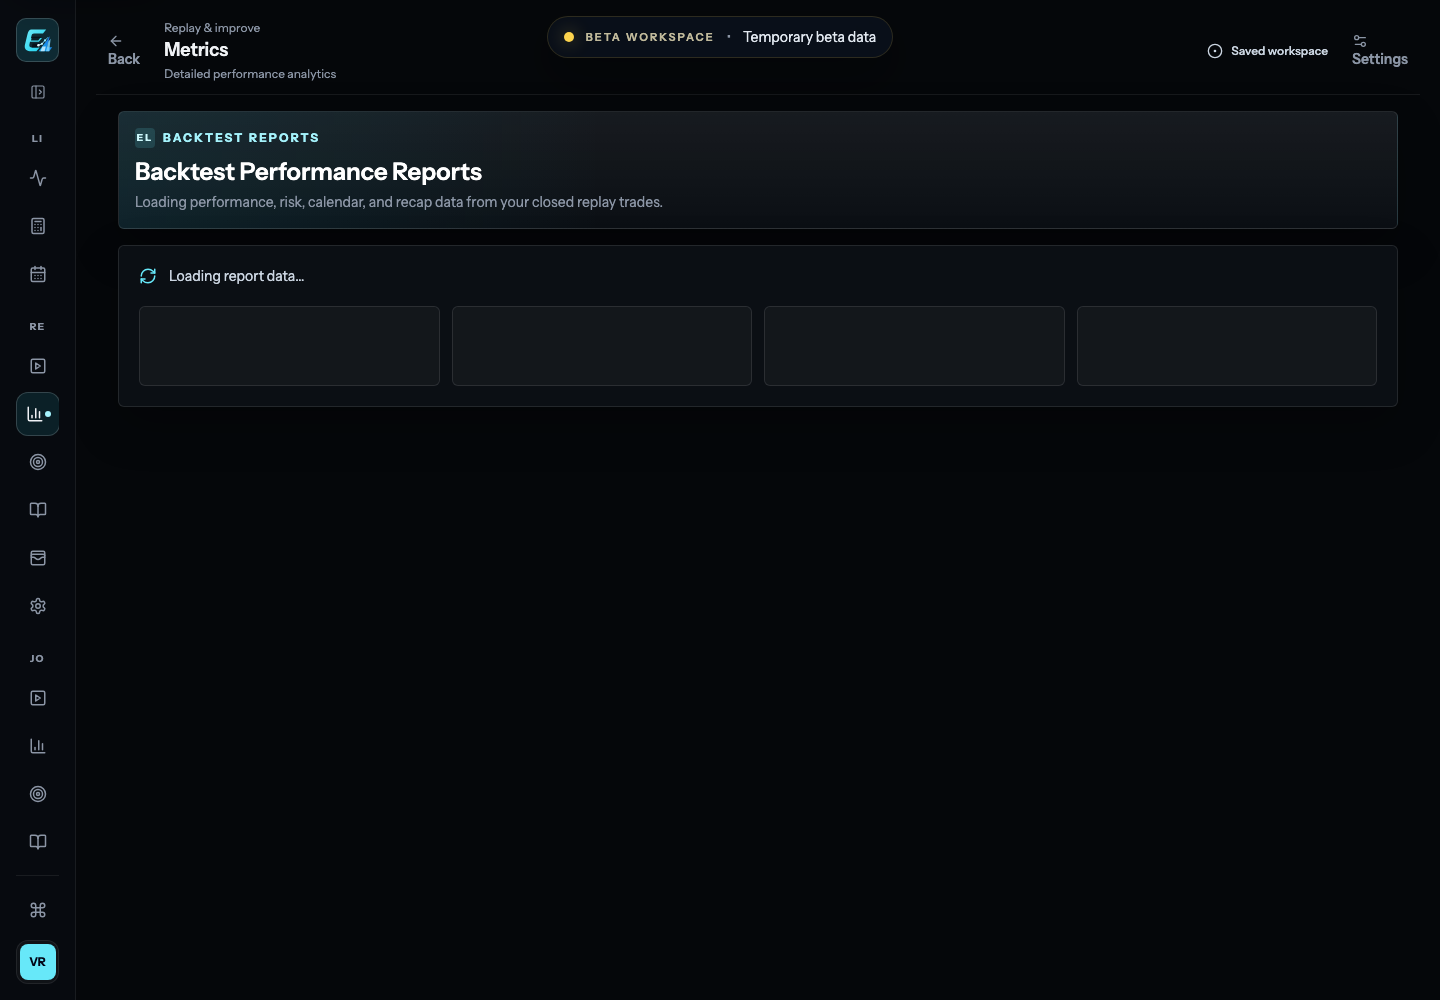 Back
Replay & improve
Metrics
Detailed performance analytics
BETA WORKSPACE • Temporary beta data
Saved workspace
Settings
LI
RE
JO
VR
EL BACKTEST REPORTS
Backtest Performance Reports
Loading performance, risk, calendar, and recap data from your closed replay trades.
Loading report data...